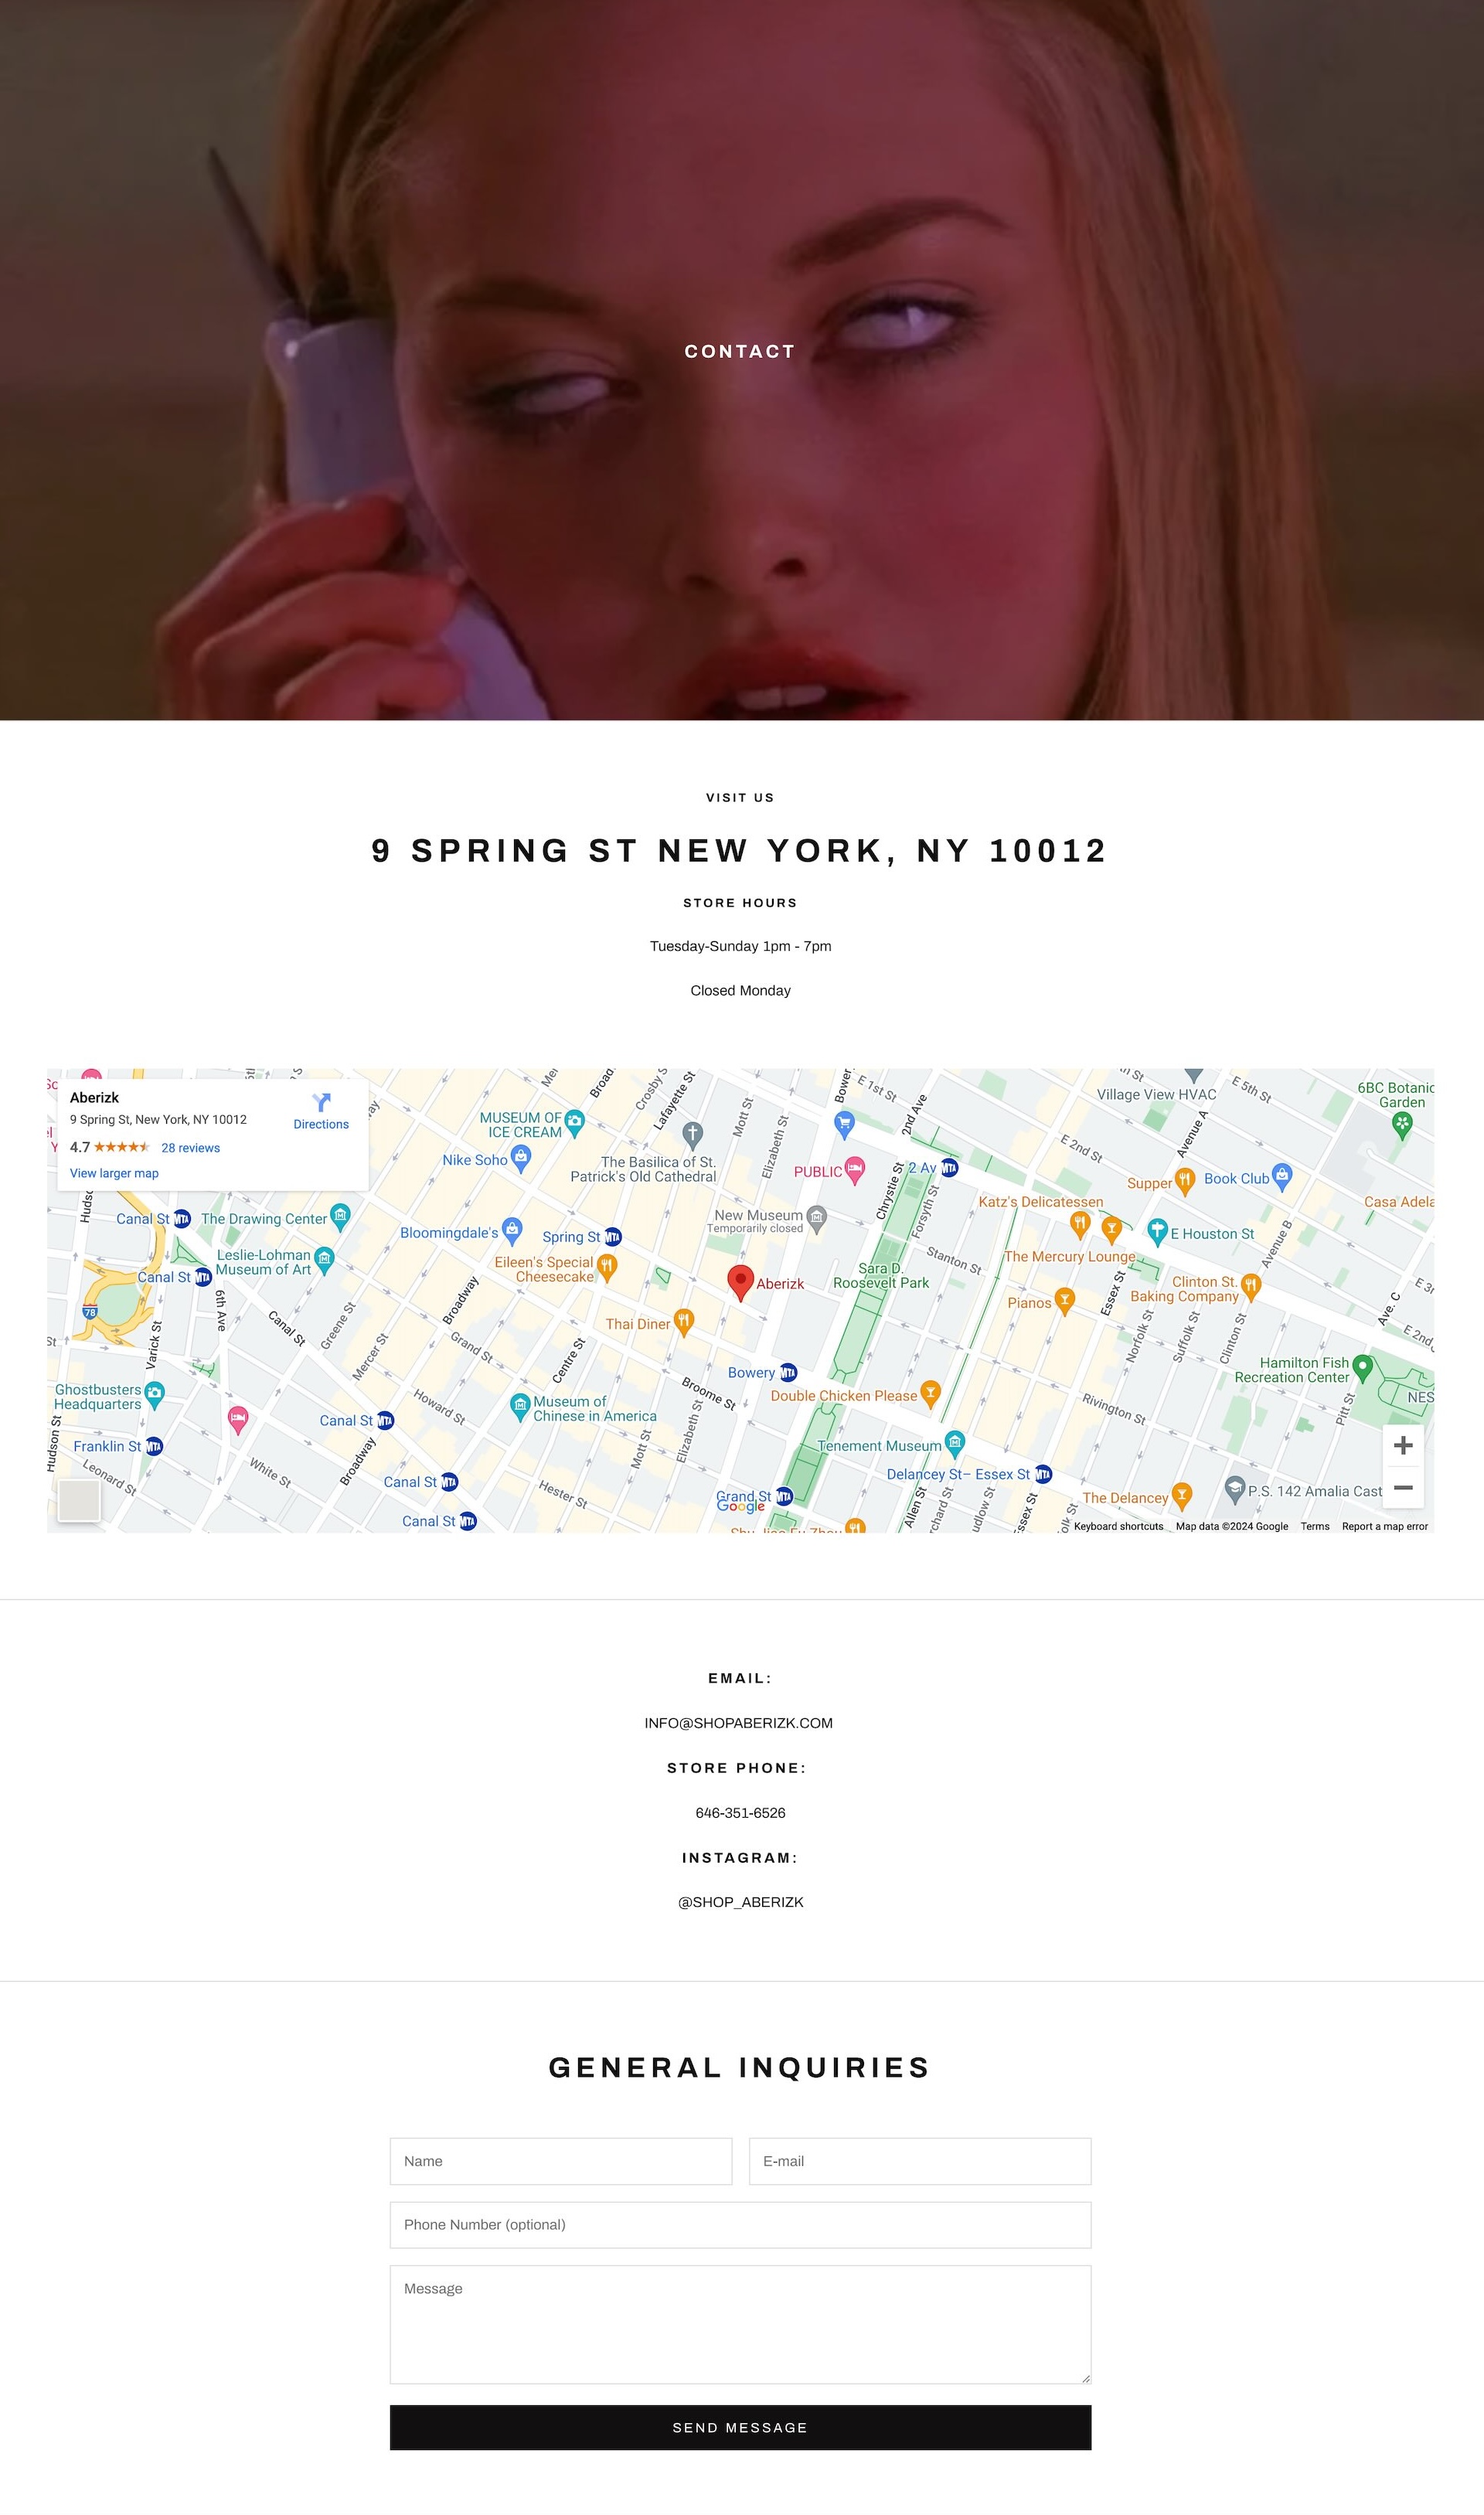 CONTACT
VISIT US
9 SPRING ST NEW YORK, NY 10012
STORE HOURS
Tuesday-Sunday 1pm - 7pm
Closed Monday
Aberizk
9 Spring St, New York, NY 10012
4.7
28 reviews
View larger map
Directions
MUSEUM OF
ICE CREAM
Nike Soho
The Basilica of St.
Patrick's Old Cathedral
Lafayette St
Mott St
Elizabeth St
PUBLIC
E 1st St
2nd Ave
2 Av
Village View HVAC
E 5th St
6BC Botanic
Garden
E 2nd St
Avenue A
Supper
Book Club
Canal St
The Drawing Center
Bloomingdale's
Spring St
New Museum
Temporarily closed
Chrystie St
Forsyth St
Katz's Delicatessen
The Mercury Lounge
E Houston St
Avenue B
Leslie-Lohman
Museum of Art
Canal St
Eileen's Special
Cheesecake
Aberizk
Sara D.
Roosevelt Park
Stanton St
Pianos
Essex St
Clinton St.
Baking Company
Ave. C
78
6th Ave
Varick St
Canal St
Greene St
Mercer St
Broadway
Grand St
Centre St
Thai Diner
Bowery
Broome St
Double Chicken Please
Norfolk St
Suffolk St
Clinton St
Hamilton Fish
Recreation Center
Ghostbusters
Headquarters
Howard St
Museum of
Chinese in America
Canal St
Mott St
Elizabeth St
Rivington St
Pitt St
Franklin St
Hudson St
Leonard St
White St
Broadway
Canal St
Hester St
Canal St
Tenement Museum
Delancey St– Essex St
Grand St
Google
Allen St
The Delancey
P.S. 142 Amalia Cast
Keyboard shortcuts
Map data ©2024 Google
Terms
Report a map error
EMAIL:
INFO@SHOPABERIZK.COM
STORE PHONE:
646-351-6526
INSTAGRAM:
@SHOP_ABERIZK
GENERAL INQUIRIES
Name
E-mail
Phone Number (optional)
Message
SEND MESSAGE